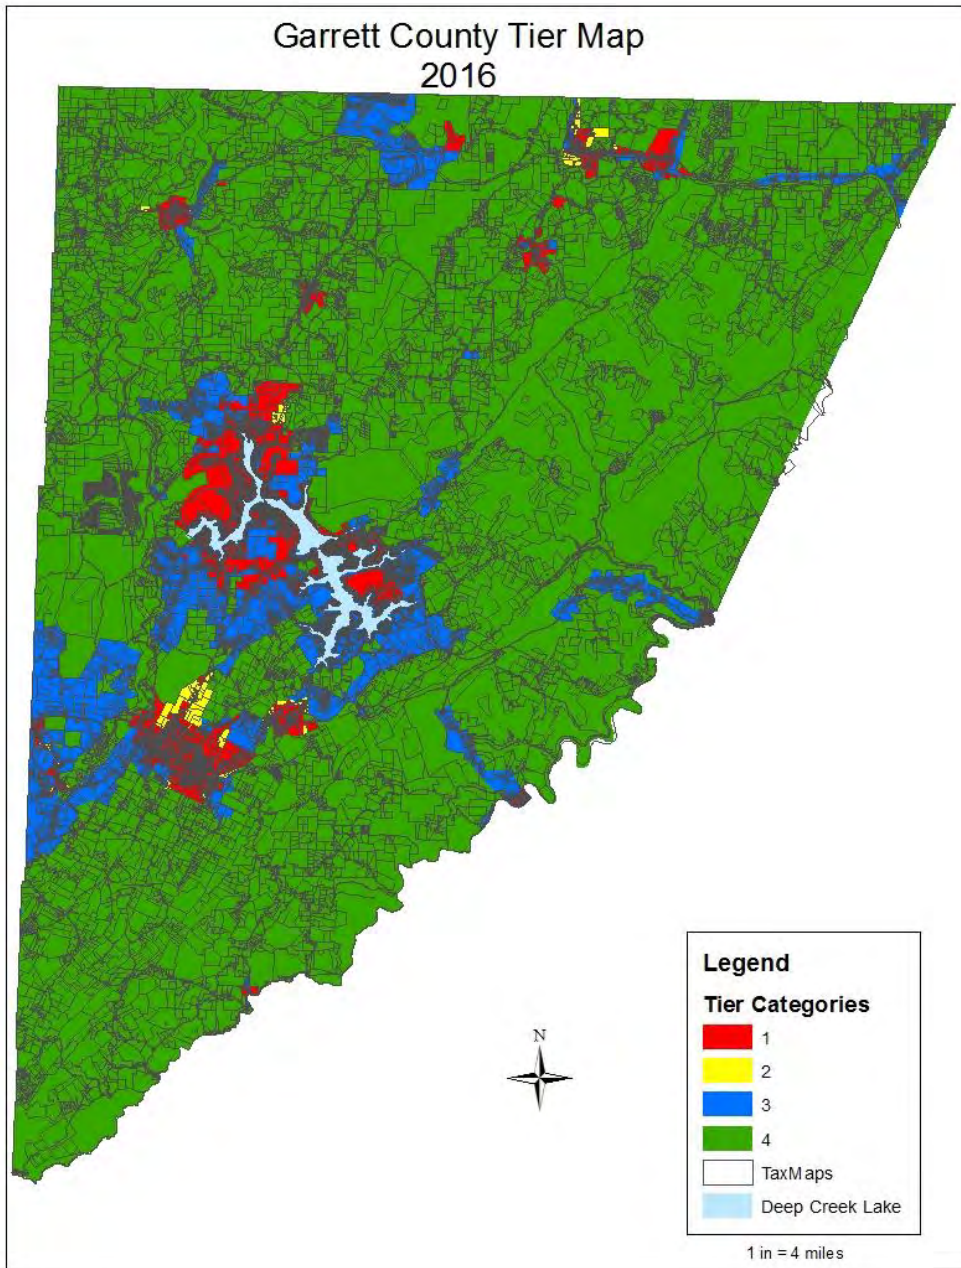 Garrett County Tier Map
2016
N
Legend
Tier Categories
1
2
3
4
TaxMaps
Deep Creek Lake
1 in = 4 miles